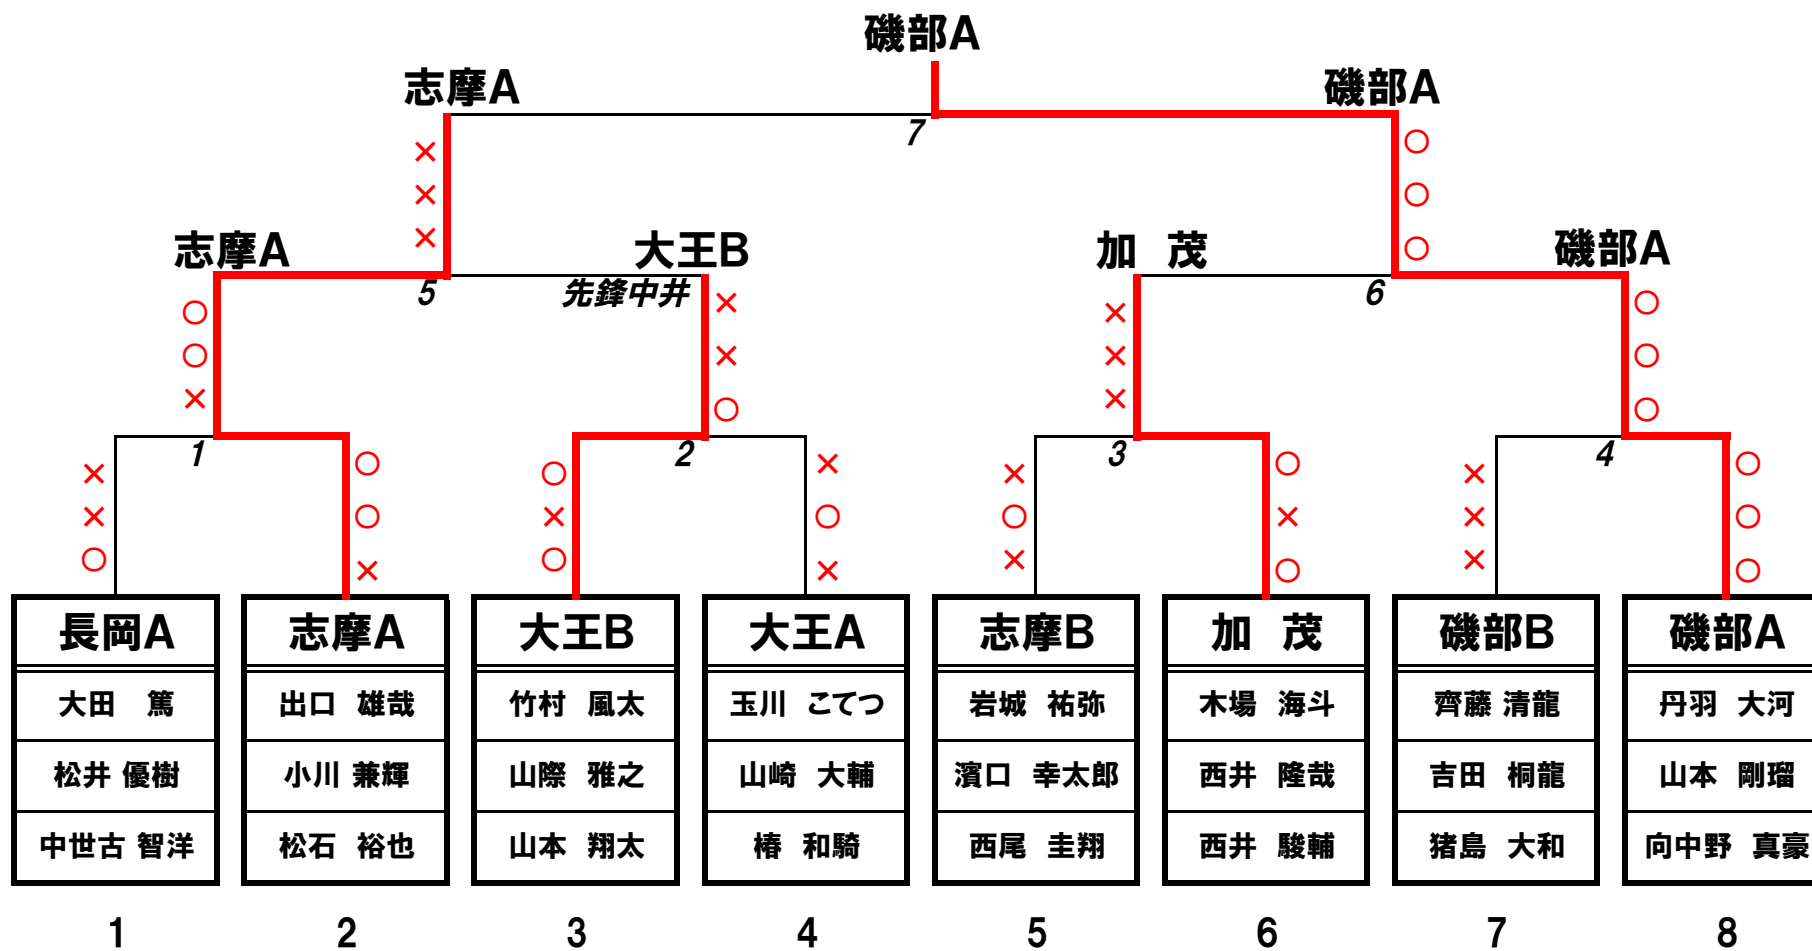 磯部A
志摩A 磯部A
7
× ○
× ○
× ○
志摩A 大王B 加 茂 磯部A
5 先鋒中井 6
○ × × ○
○ × × ○
× ○ × ○
1 2 3 4
× ○ ○ × × ○ × ○
× ○ × ○ ○ × × ○
○ × ○ × × ○ × ○
長岡A 志摩A 大王B 大王A 志摩B 加 茂 磯部B 磯部A
大田 篤 出口 雄哉 竹村 風太 玉川 こてつ 岩城 祐弥 木場 海斗 齊藤 清龍 丹羽 大河
松井 優樹 小川 兼輝 山際 雅之 山崎 大輔 濱口 幸太郎 西井 隆哉 吉田 桐龍 山本 剛瑠
中世古 智洋 松石 裕也 山本 翔太 椿 和騎 西尾 圭翔 西井 駿輔 猪島 大和 向中野 真豪
1 2 3 4 5 6 7 8